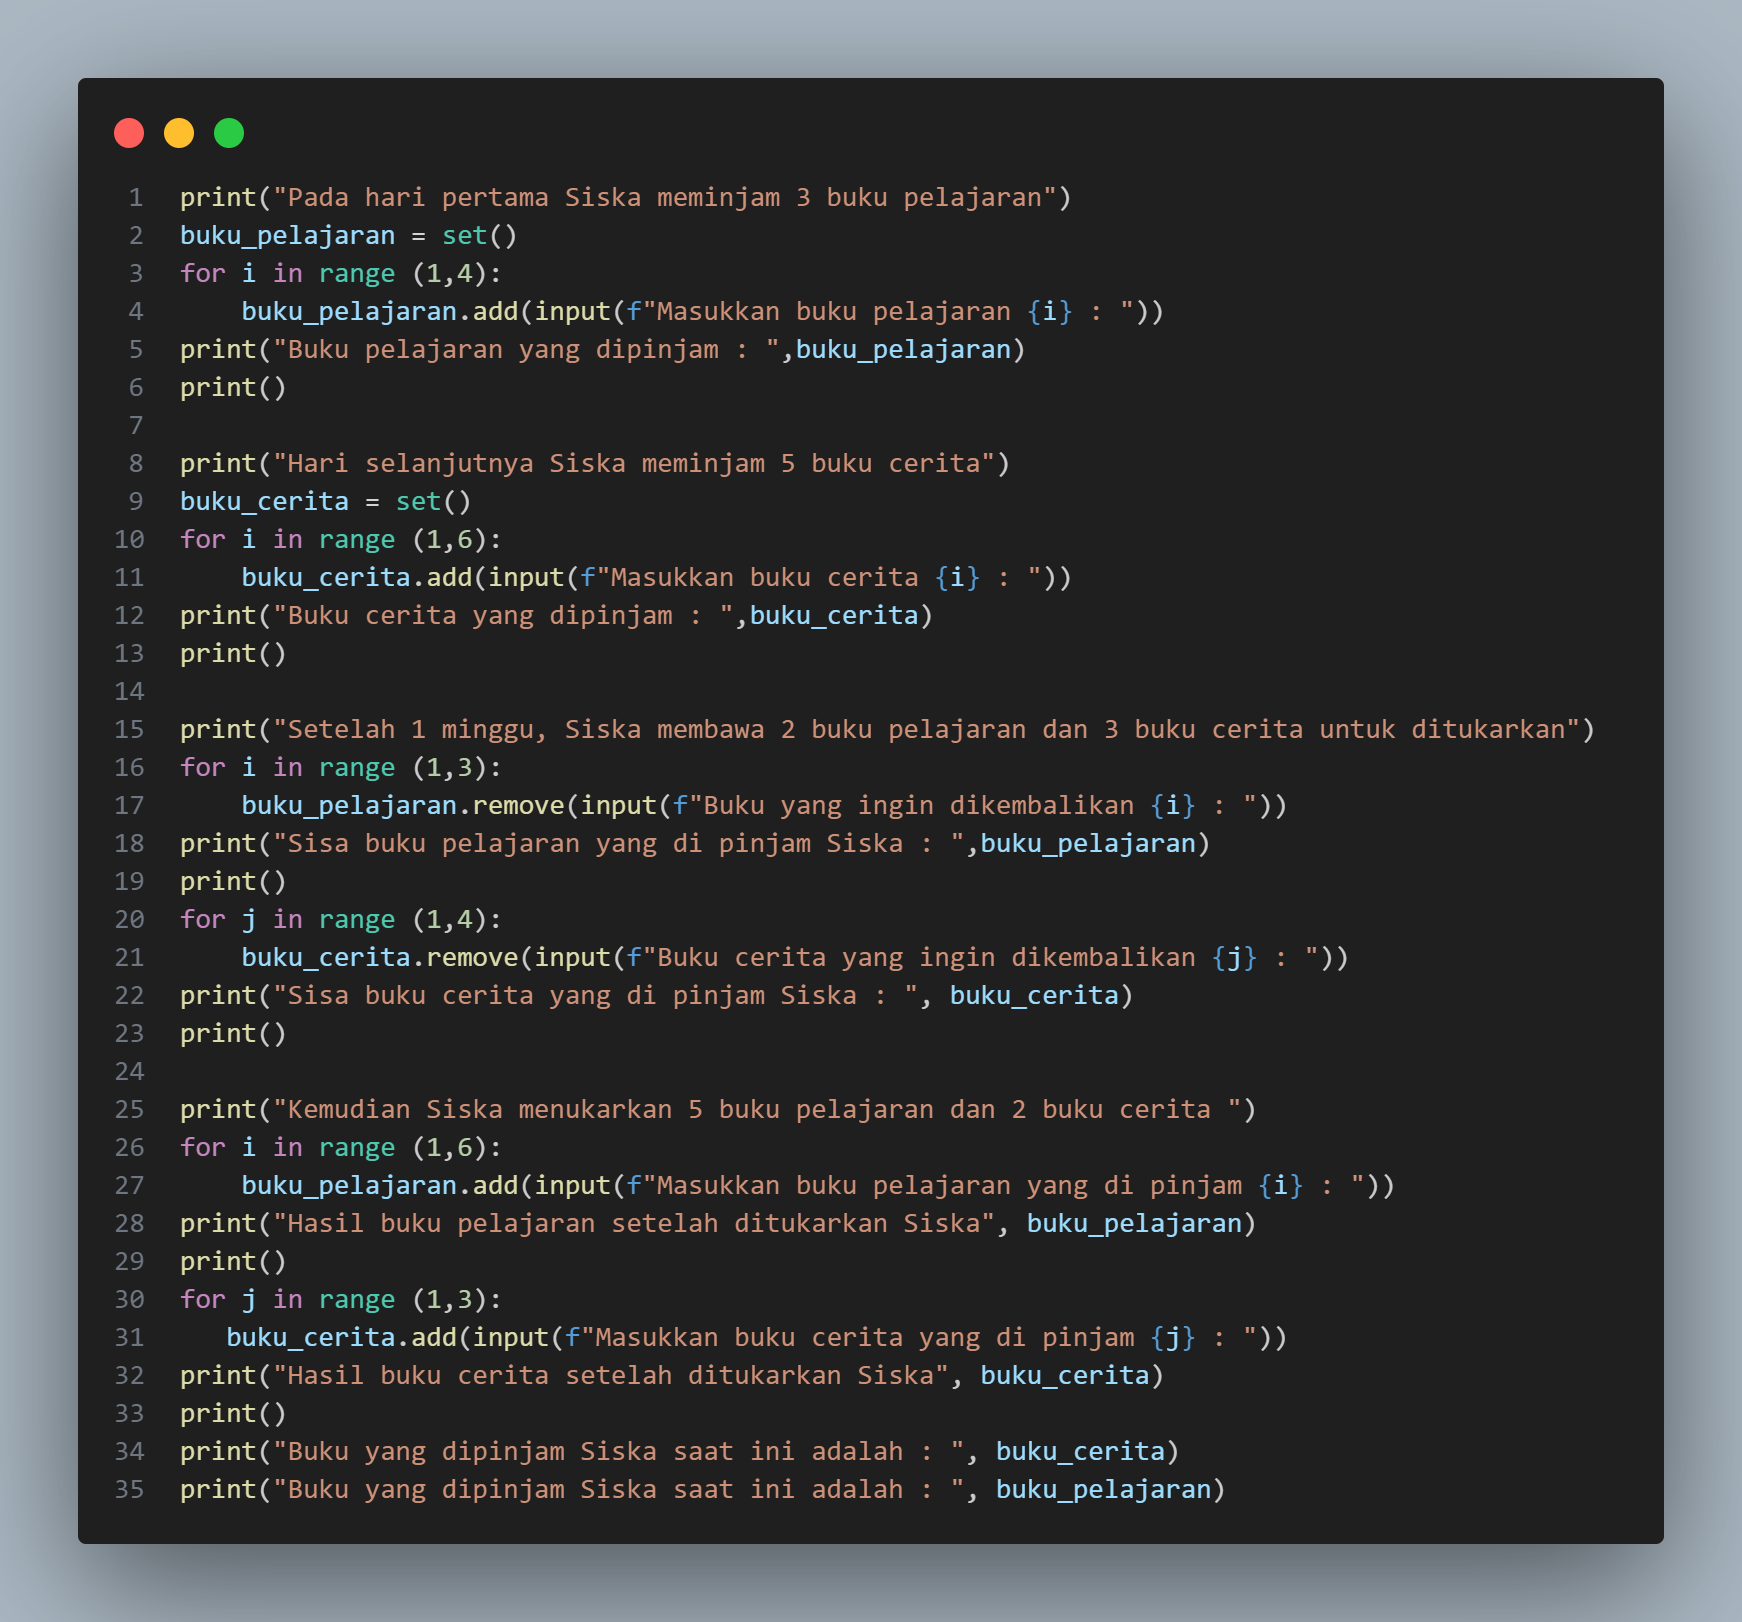 1 print("Pada hari pertama Siska meminjam 3 buku pelajaran")
2 buku_pelajaran = set()
3 for i in range (1,4):
4     buku_pelajaran.add(input(f"Masukkan buku pelajaran {i} : "))
5 print("Buku pelajaran yang dipinjam : ",buku_pelajaran)
6 print()
7
8 print("Hari selanjutnya Siska meminjam 5 buku cerita")
9 buku_cerita = set()
10 for i in range (1,6):
11     buku_cerita.add(input(f"Masukkan buku cerita {i} : "))
12 print("Buku cerita yang dipinjam : ",buku_cerita)
13 print()
14
15 print("Setelah 1 minggu, Siska membawa 2 buku pelajaran dan 3 buku cerita untuk ditukarkan")
16 for i in range (1,3):
17     buku_pelajaran.remove(input(f"Buku yang ingin dikembalikan {i} : "))
18 print("Sisa buku pelajaran yang di pinjam Siska : ",buku_pelajaran)
19 print()
20 for j in range (1,4):
21     buku_cerita.remove(input(f"Buku cerita yang ingin dikembalikan {j} : "))
22 print("Sisa buku cerita yang di pinjam Siska : ", buku_cerita)
23 print()
24
25 print("Kemudian Siska menukarkan 5 buku pelajaran dan 2 buku cerita ")
26 for i in range (1,6):
27     buku_pelajaran.add(input(f"Masukkan buku pelajaran yang di pinjam {i} : "))
28 print("Hasil buku pelajaran setelah ditukarkan Siska", buku_pelajaran)
29 print()
30 for j in range (1,3):
31    buku_cerita.add(input(f"Masukkan buku cerita yang di pinjam {j} : "))
32 print("Hasil buku cerita setelah ditukarkan Siska", buku_cerita)
33 print()
34 print("Buku yang dipinjam Siska saat ini adalah : ", buku_cerita)
35 print("Buku yang dipinjam Siska saat ini adalah : ", buku_pelajaran)